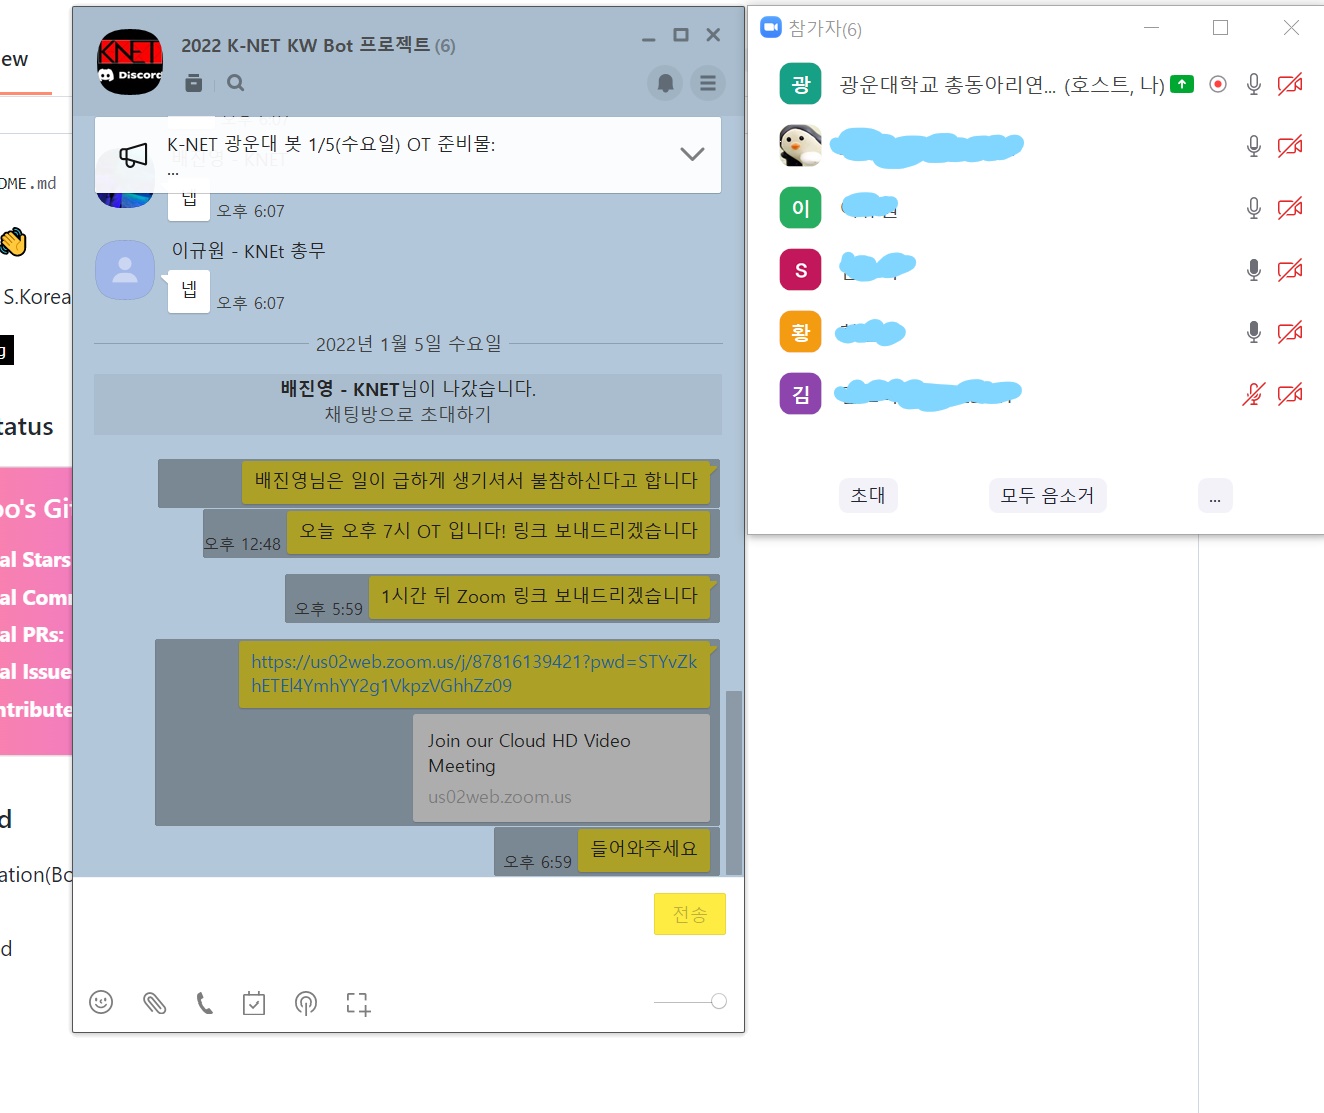 ew
OME.md
S.Korea
g
tatus
oo's Gi
al Stars
al Com
al PRs:
al Issue
ntribute
d
ation(Bo
d
KNET
Discord
2022 K-NET KW Bot 프로젝트 (6)
K-NET 광운대 봇 1/5(수요일) OT 준비물:
...
배진영 - KNET
넵
오후 6:07
이규원 - KNEt 총무
넵
오후 6:07
2022년 1월 5일 수요일
배진영 - KNET님이 나갔습니다.
채팅방으로 초대하기
배진영님은 일이 급하게 생기셔서 불참하신다고 합니다
오늘 오후 7시 OT 입니다! 링크 보내드리겠습니다
오후 12:48
1시간 뒤 Zoom 링크 보내드리겠습니다
오후 5:59
https://us02web.zoom.us/j/87816139421?pwd=STYvZk
hETEl4YmhYY2g1VkpzVGhhZz09
Join our Cloud HD Video
Meeting
us02web.zoom.us
들어와주세요
오후 6:59
전송
참가자(6)
광 광운대학교 총동아리연... (호스트, 나)
이
S
황
김
초대 모두 음소거 ...